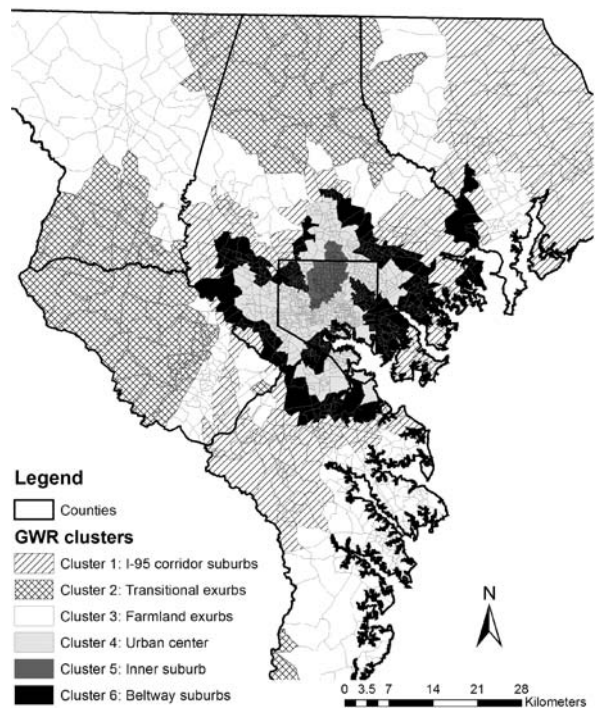 Legend
Counties
GWR clusters
Cluster 1: I-95 corridor suburbs
Cluster 2: Transitional exurbs
Cluster 3: Farmland exurbs
Cluster 4: Urban center
Cluster 5: Inner suburb
Cluster 6: Beltway suburbs
N
0 3.5 7 14 21 28
Kilometers